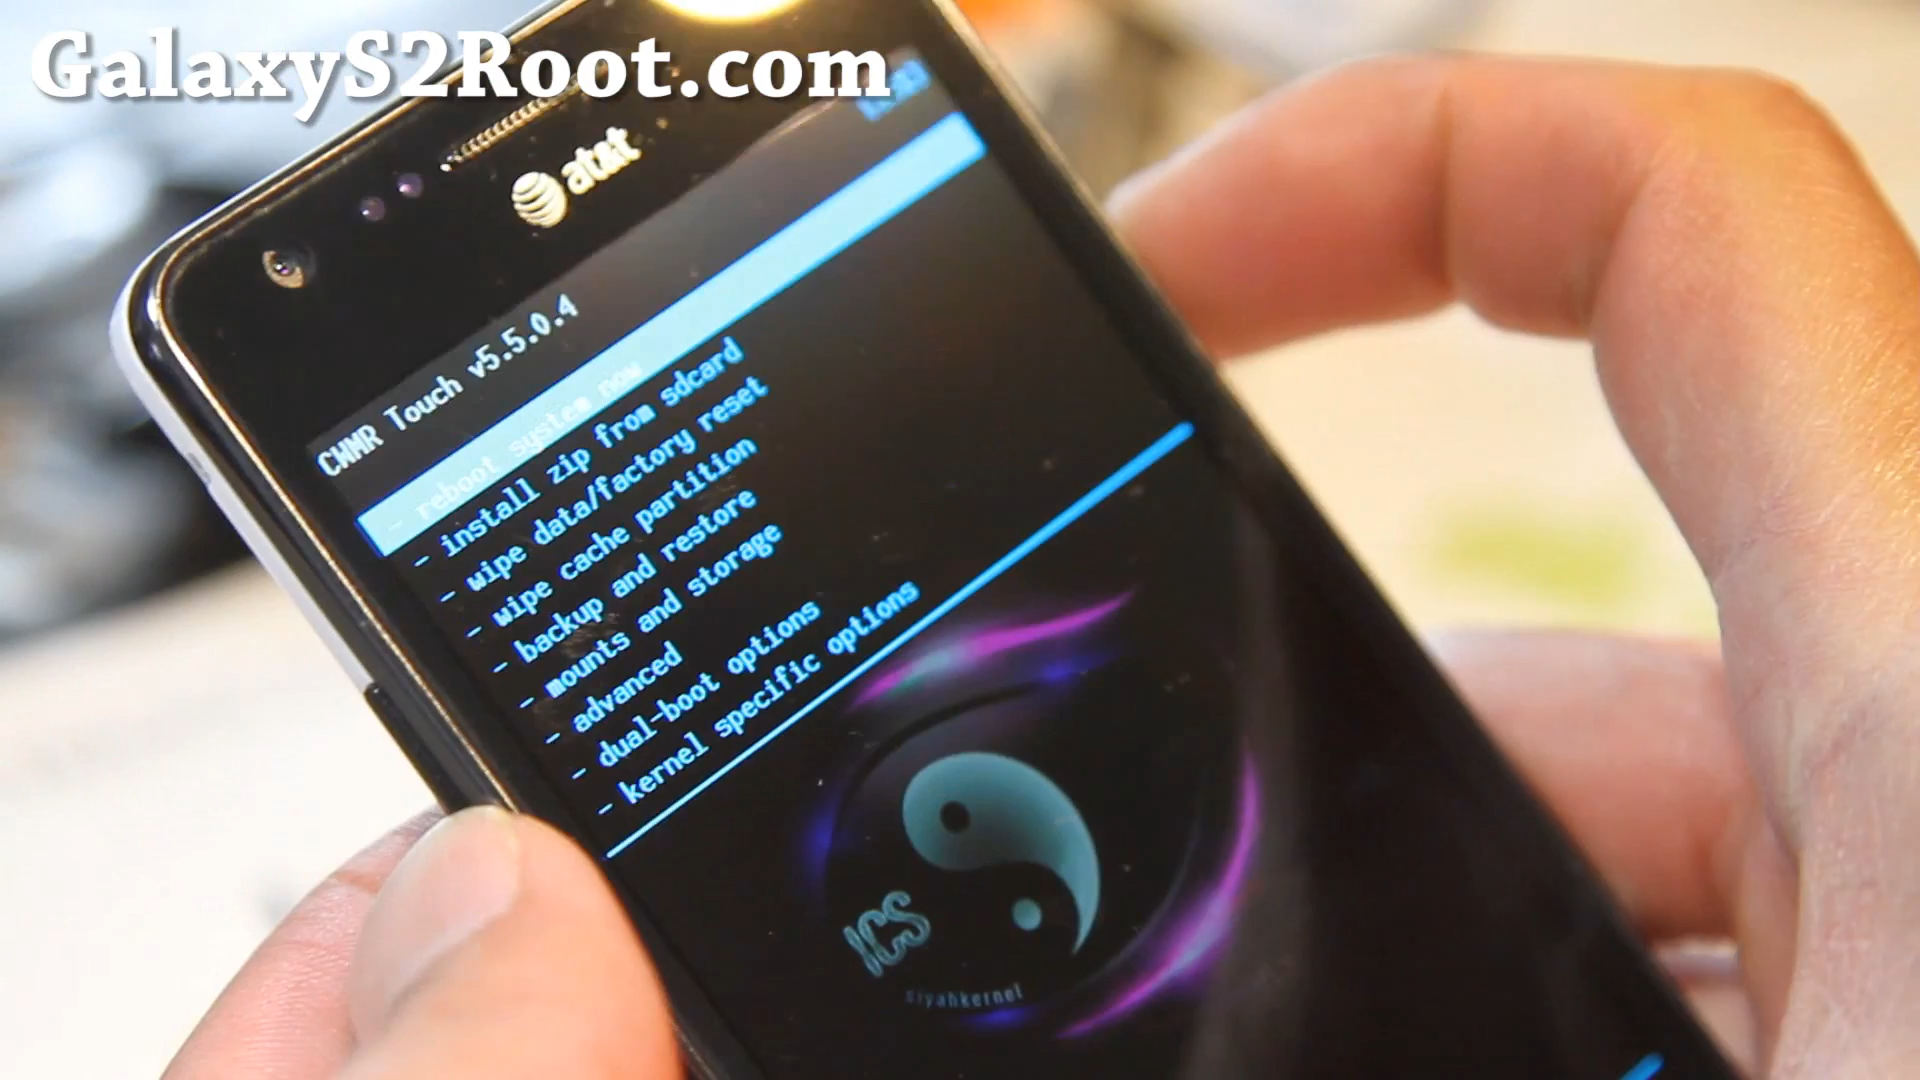 GalaxyS2Root.com
at&t
CWMR Touch v5.5.0.4
- reboot system now
- install zip from sdcard
- wipe data/factory reset
- wipe cache partition
- backup and restore
- mounts and storage
- advanced
- dual-boot options
- kernel specific options
ICS
siyahkernel